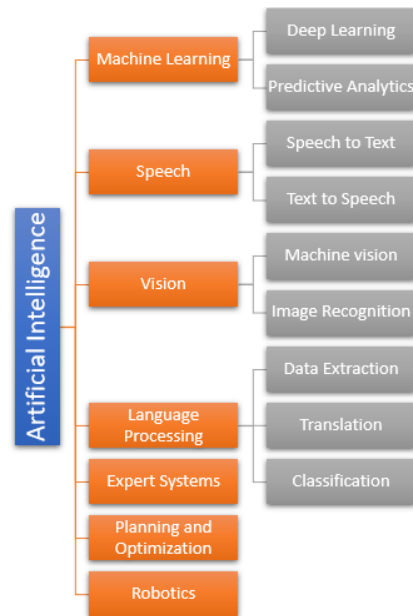 Artificial Intelligence
Machine Learning
Deep Learning
Predictive Analytics
Speech
Speech to Text
Text to Speech
Vision
Machine vision
Image Recognition
Language
Processing
Data Extraction
Translation
Classification
Expert Systems
Planning and
Optimization
Robotics